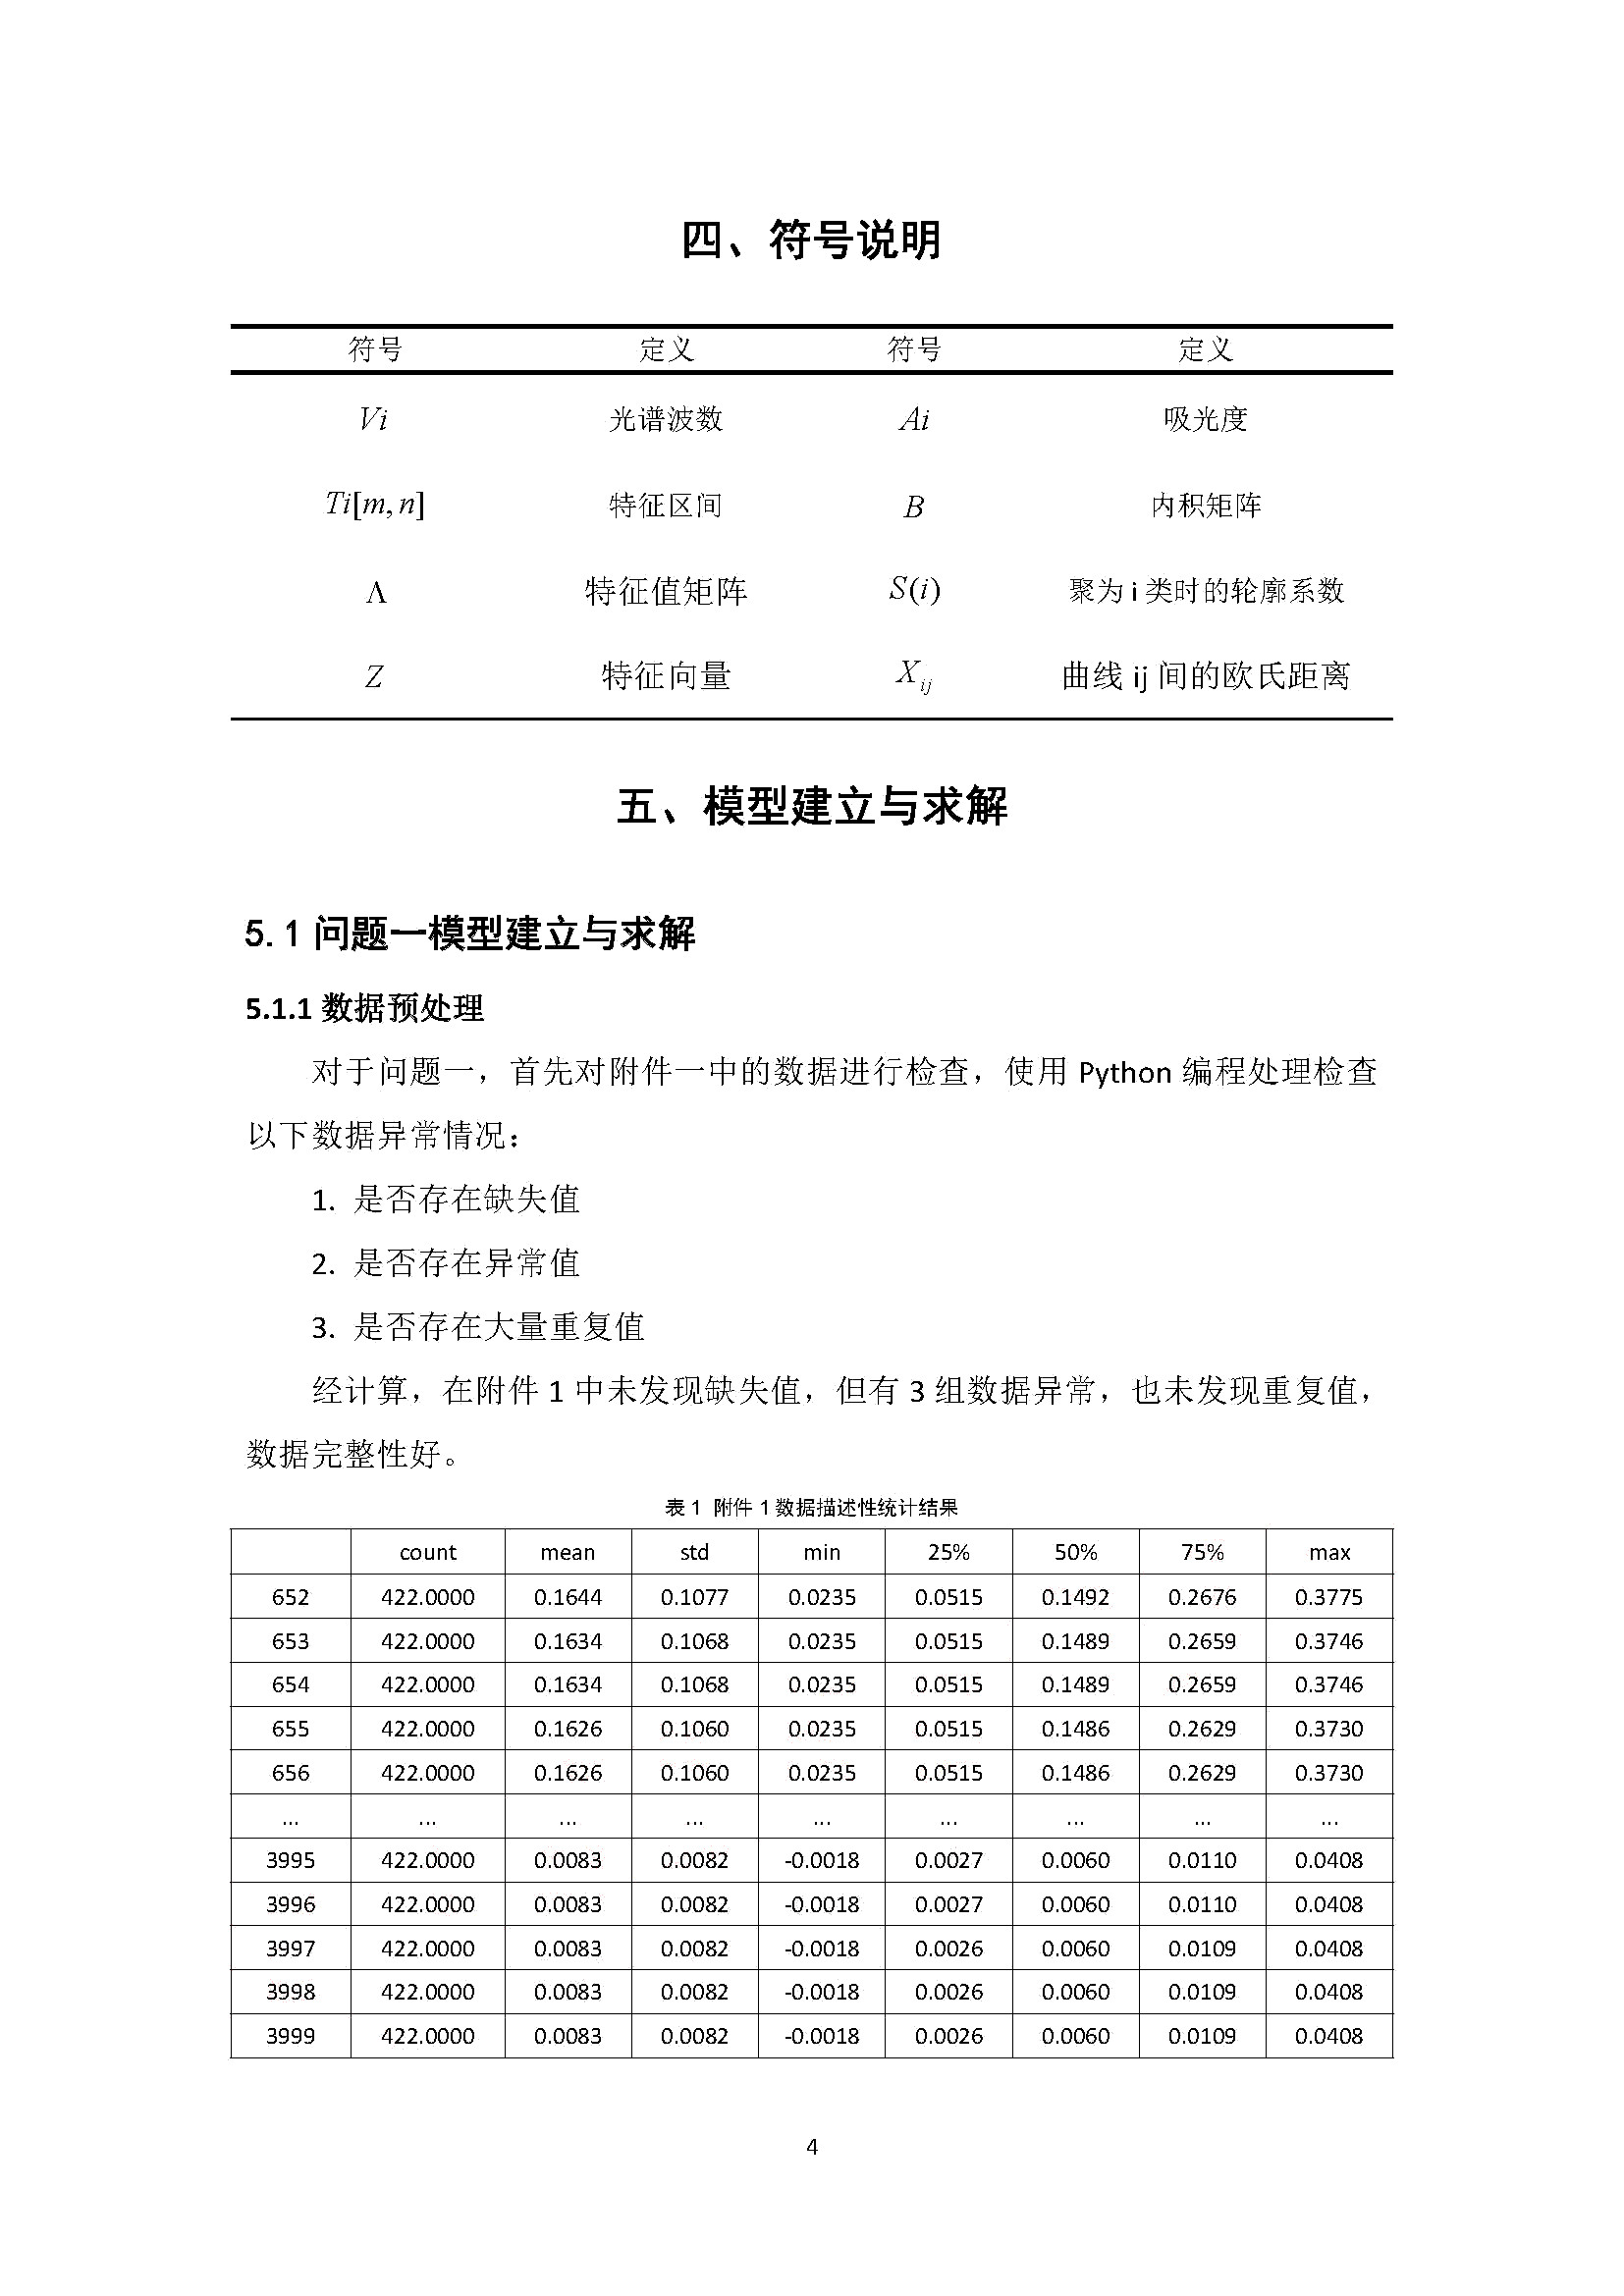 四、符号说明
符号 定义 符号 定义
Vi 光谱波数 Ai 吸光度
Ti[m, n] 特征区间 B 内积矩阵
Λ 特征值矩阵 S(i) 聚为 i 类时的轮廓系数
Z 特征向量 Xij 曲线 ij 间的欧氏距离
五、模型建立与求解
5.1 问题一模型建立与求解
5.1.1 数据预处理
对于问题一，首先对附件一中的数据进行检查，使用 Python 编程处理检查
以下数据异常情况：
1. 是否存在缺失值
2. 是否存在异常值
3. 是否存在大量重复值
经计算，在附件 1 中未发现缺失值，但有 3 组数据异常，也未发现重复值，
数据完整性好。
表 1 附件 1 数据描述性统计结果
count mean std min 25% 50% 75% max
652 422.0000 0.1644 0.1077 0.0235 0.0515 0.1492 0.2676 0.3775
653 422.0000 0.1634 0.1068 0.0235 0.0515 0.1489 0.2659 0.3746
654 422.0000 0.1634 0.1068 0.0235 0.0515 0.1489 0.2659 0.3746
655 422.0000 0.1626 0.1060 0.0235 0.0515 0.1486 0.2629 0.3730
656 422.0000 0.1626 0.1060 0.0235 0.0515 0.1486 0.2629 0.3730
... ... ... ... ... ... ... ... ...
3995 422.0000 0.0083 0.0082 -0.0018 0.0027 0.0060 0.0110 0.0408
3996 422.0000 0.0083 0.0082 -0.0018 0.0027 0.0060 0.0110 0.0408
3997 422.0000 0.0083 0.0082 -0.0018 0.0026 0.0060 0.0109 0.0408
3998 422.0000 0.0083 0.0082 -0.0018 0.0026 0.0060 0.0109 0.0408
3999 422.0000 0.0083 0.0082 -0.0018 0.0026 0.0060 0.0109 0.0408
4